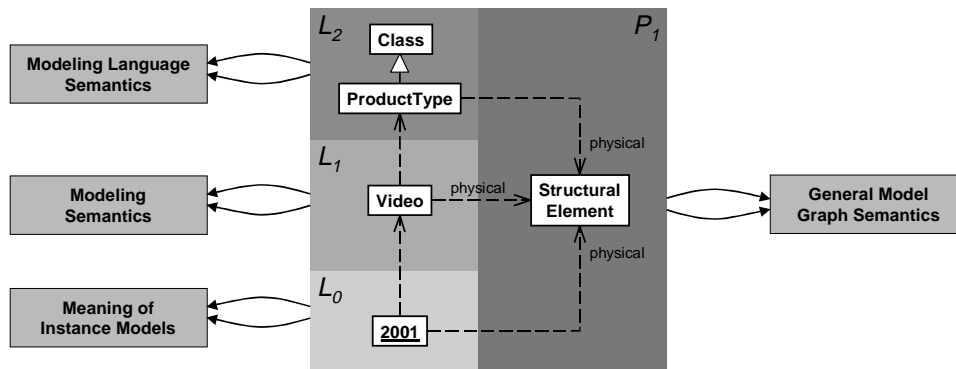 L2
P1
Class
Modeling Language
Semantics
ProductType
physical
L1
Modeling
Semantics
Video
physical
Structural
Element
General Model
Graph Semantics
physical
L0
Meaning of
Instance Models
2001